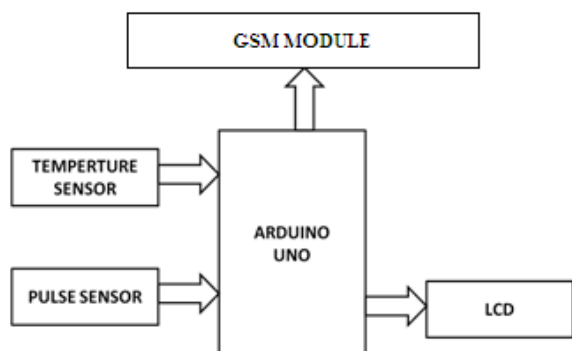 GSM MODULE
TEMPERTURE
SENSOR
ARDUINO
UNO
PULSE SENSOR
LCD